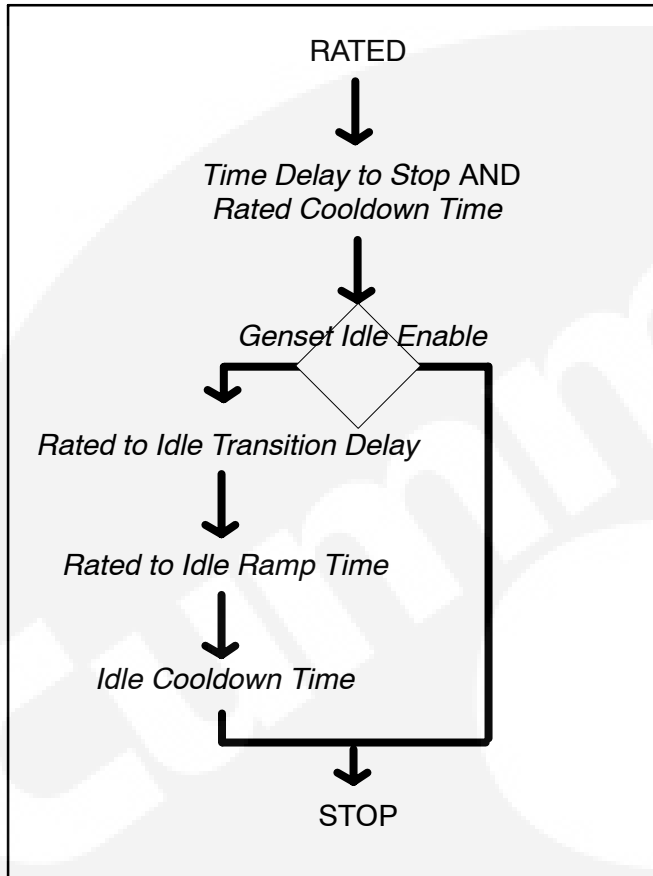 RATED
Time Delay to Stop AND
Rated Cooldown Time
Genset Idle Enable
Rated to Idle Transition Delay
Rated to Idle Ramp Time
Idle Cooldown Time
STOP